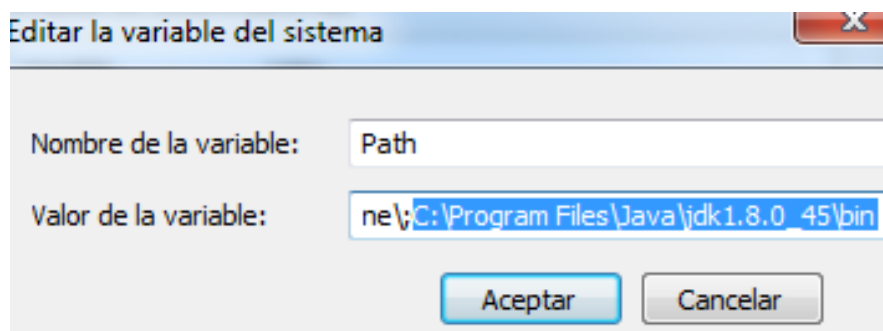 Editar la variable del sistema
Nombre de la variable: Path
Valor de la variable: ne\;C:\Program Files\Java\jdk1.8.0_45\bin
Aceptar Cancelar